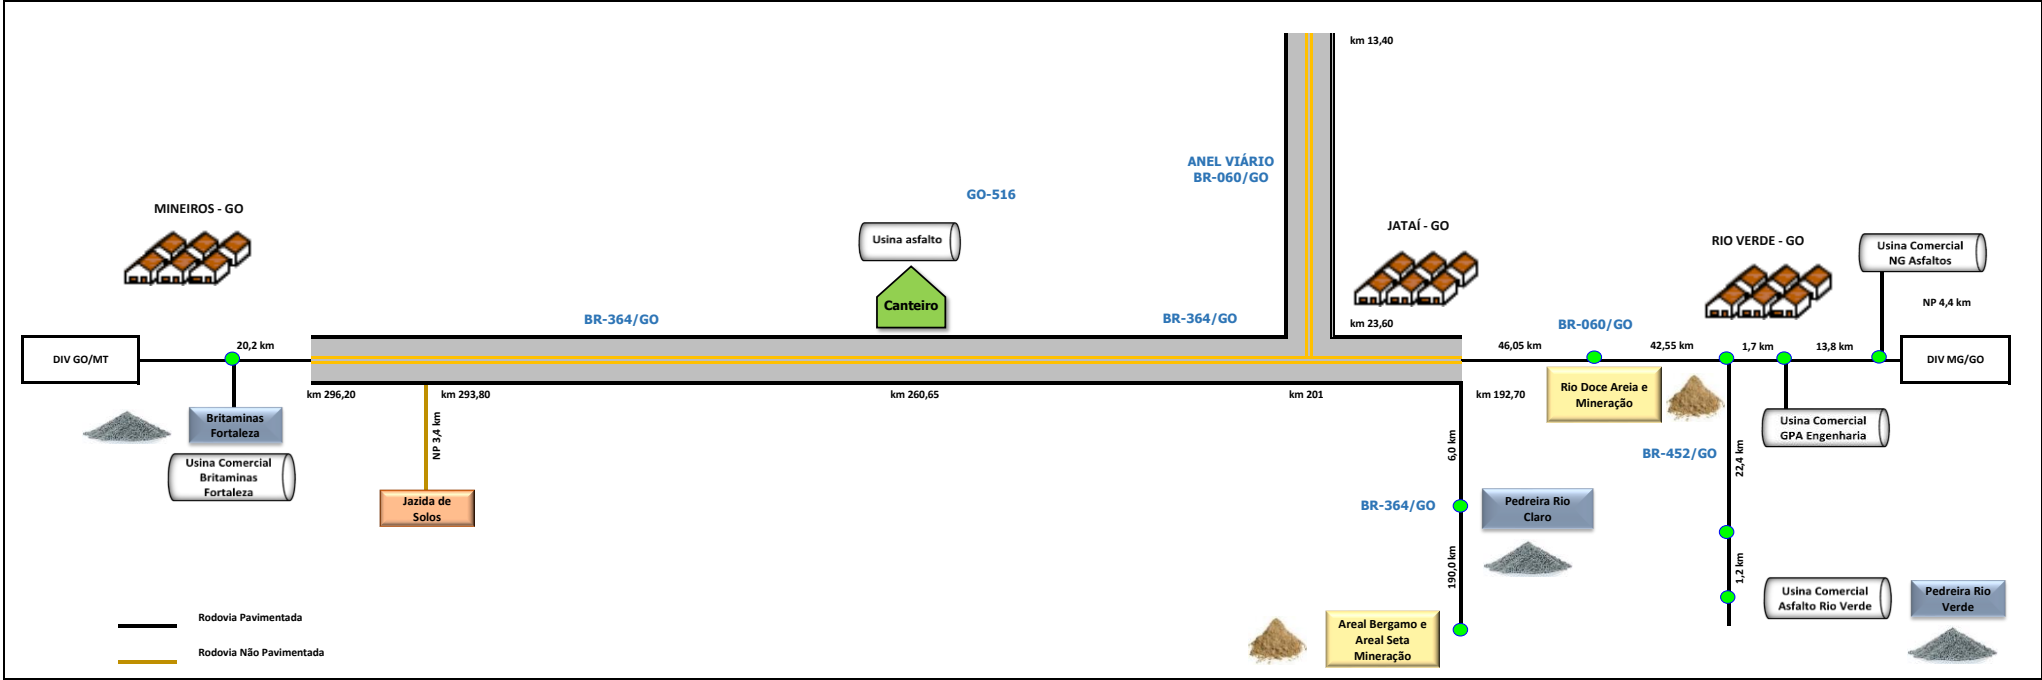 km 13,40
ANEL VIÁRIO
BR-060/GO
GO-516
MINEIROS - GO
JATAÍ - GO
RIO VERDE - GO
Usina asfalto
Canteiro
Usina Comercial
NG Asfaltos
NP 4,4 km
BR-364/GO
BR-364/GO
km 23,60
BR-060/GO
DIV GO/MT
20,2 km
46,05 km
42,55 km
1,7 km
13,8 km
DIV MG/GO
km 296,20
km 293,80
km 260,65
km 201
km 192,70
Rio Doce Areia e
Mineração
Britaminas
Fortaleza
Usina Comercial
Britaminas
Fortaleza
NP 3,4 km
Jazida de
Solos
6,0 km
BR-364/GO
Pedreira Rio
Claro
190,0 km
Areal Bergamo e
Areal Seta
Mineração
Usina Comercial
GPA Engenharia
BR-452/GO
22,4 km
1,2 km
Usina Comercial
Asfalto Rio Verde
Pedreira Rio
Verde
Rodovia Pavimentada
Rodovia Não Pavimentada